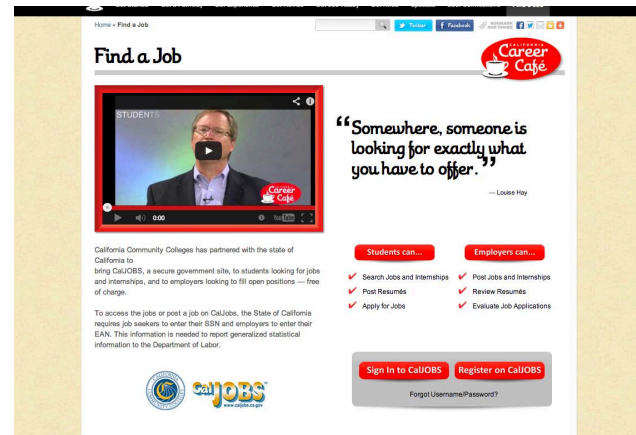 Home » Find a Job
Twitter
Facebook
BOOKMARK
AND SHARE
Find a Job
CALIFORNIA
Career
Café
STUDENTS
Career
Café
0:00
YouTube
“Somewhere, someone is
looking for exactly what
you have to offer.”
— Louise Hay
California Community Colleges has partnered with the state of
California to
bring CalJOBS, a secure government site, to students looking for jobs
and internships, and to employers looking to fill open positions — free
of charge.
To access the jobs or post a job on CalJobs, the State of California
requires job seekers to enter their SSN and employers to enter their
EAN. This information is needed to report generalized statistical
information to the Department of Labor.
Students can...
Search Jobs and Internships
Post Resumés
Apply for Jobs
Employers can...
Post Jobs and Internships
Review Resumés
Evaluate Job Applications
CalJOBS
www.caljobs.ca.gov
Sign In to CalJOBS
Register on CalJOBS
Forgot Username/Password?